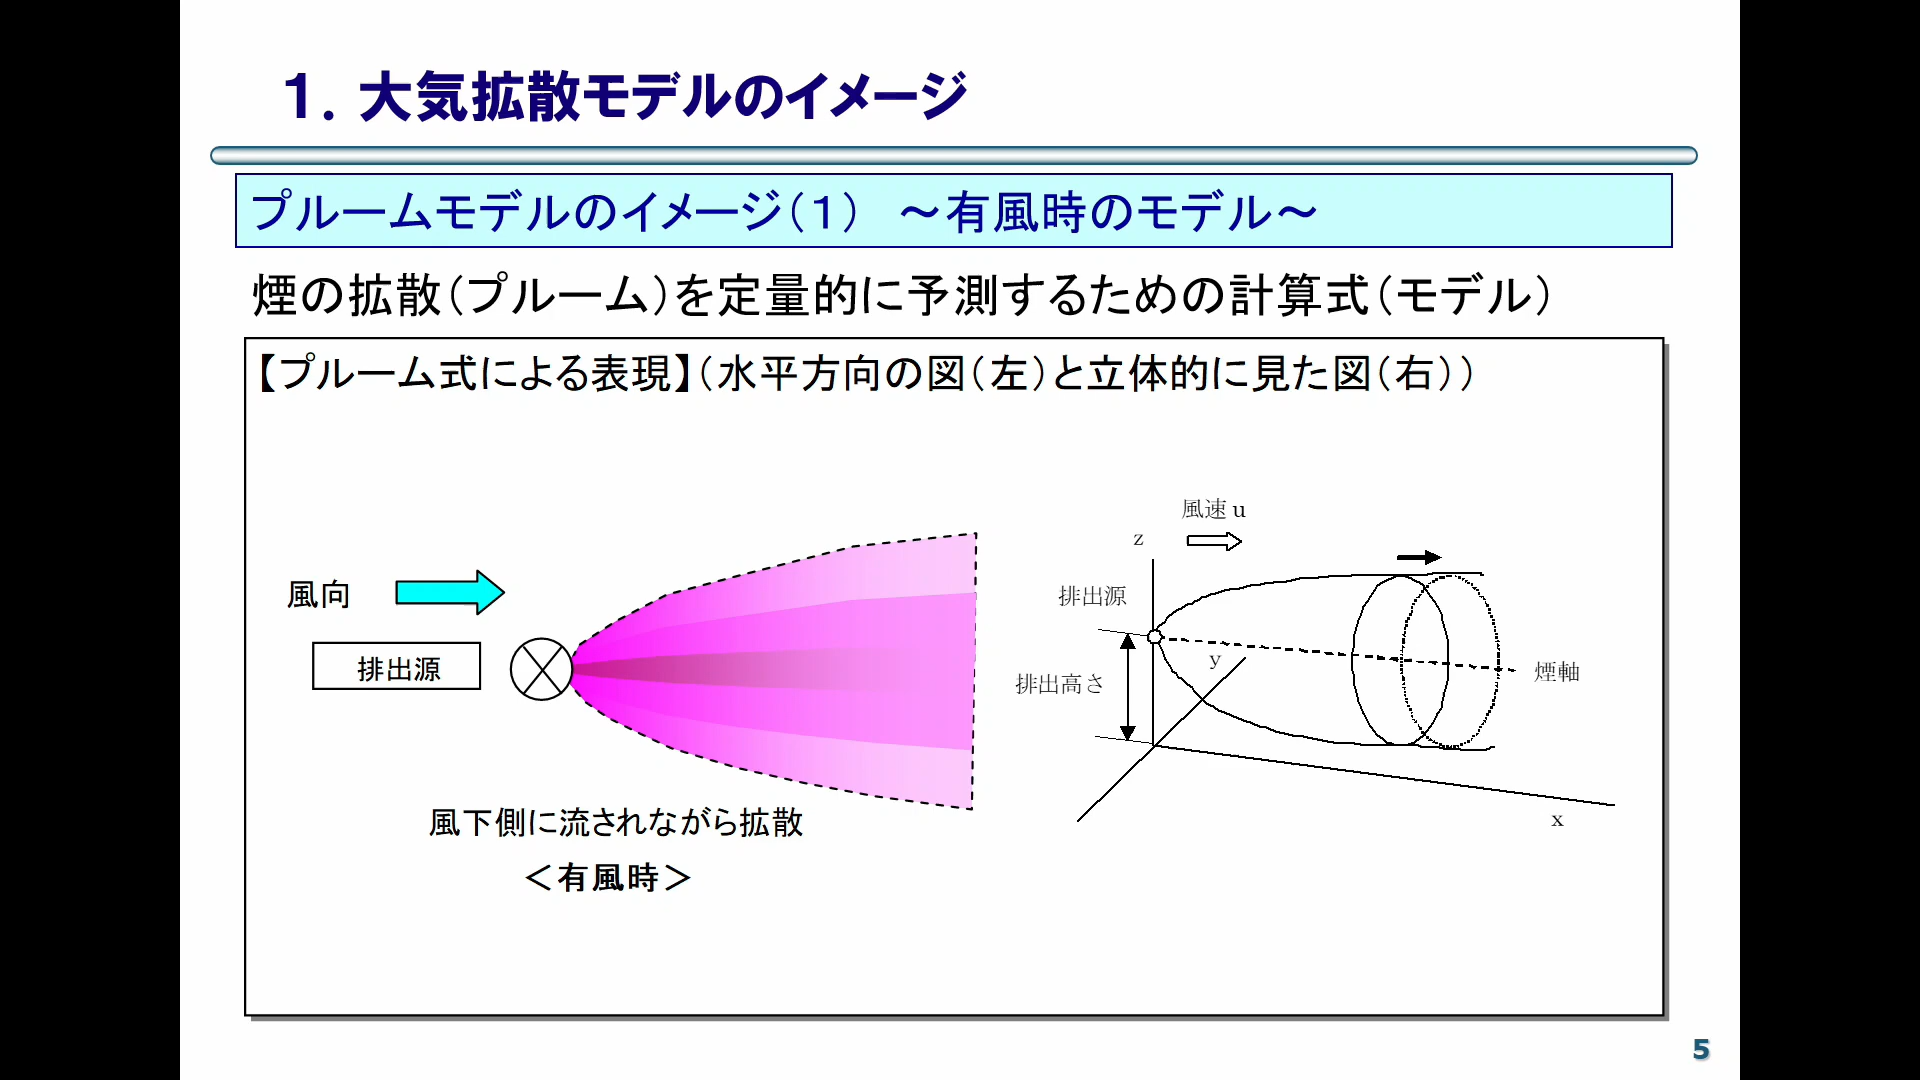 １．大気拡散モデルのイメージ
プルームモデルのイメージ（１）　～有風時のモデル～
煙の拡散（プルーム）を定量的に予測するための計算式（モデル）
【プルーム式による表現】（水平方向の図（左）と立体的に見た図（右））
風向
排出源
風下側に流されながら拡散
＜有風時＞
風速 u
z
排出源
y
排出高さ
煙軸
x
5